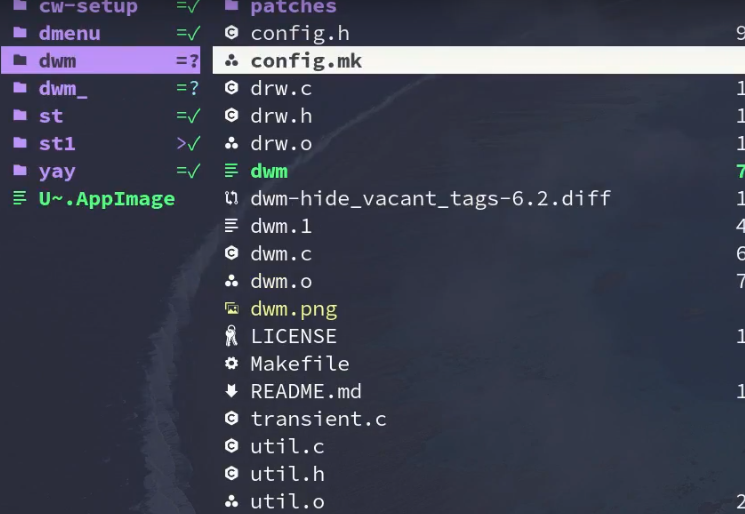 cw-setup =✓
dmenu =✓
dwm =?
dwm_ =?
st =✓
st1 >✓
yay =✓
U~.AppImage
patches
config.h 9
config.mk
drw.c 1
drw.h 1
drw.o 1
dwm 7
dwm-hide_vacant_tags-6.2.diff 1
dwm.1 4
dwm.c 6
dwm.o 7
dwm.png
LICENSE 1
Makefile
README.md 1
transient.c
util.c
util.h
util.o 2